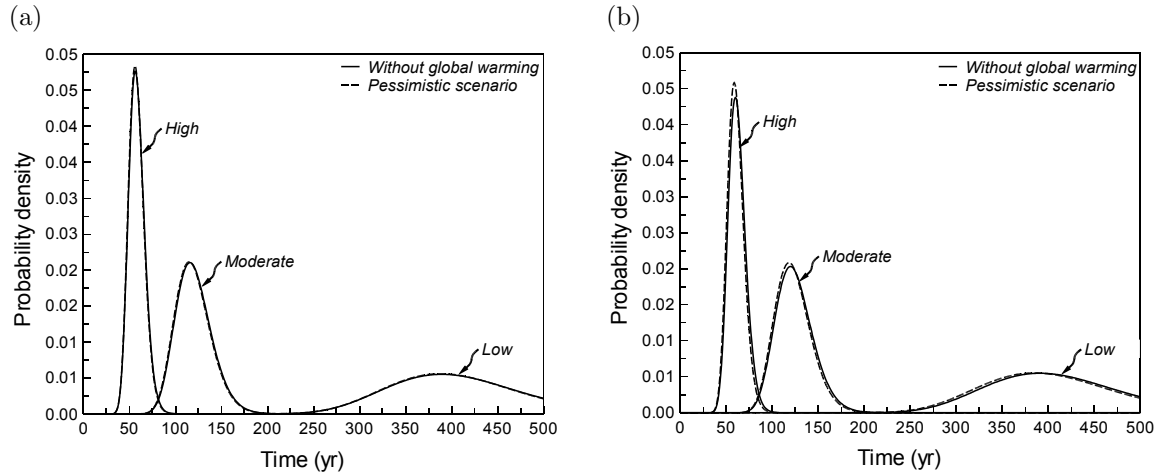 (a)
0.05
0.05
0.04
0.04
0.03
0.03
0.02
0.02
0.01
0.01
0.00
Probability density
Without global warming
Pessimistic scenario
High
Moderate
Low
0 50 100 150 200 250 300 350 400 450 500
Time (yr)
(b)
0.05
0.05
0.04
0.04
0.03
0.03
0.02
0.02
0.01
0.01
0.00
Probability density
Without global warming
Pessimistic scenario
High
Moderate
Low
0 50 100 150 200 250 300 350 400 450 500
Time (yr)